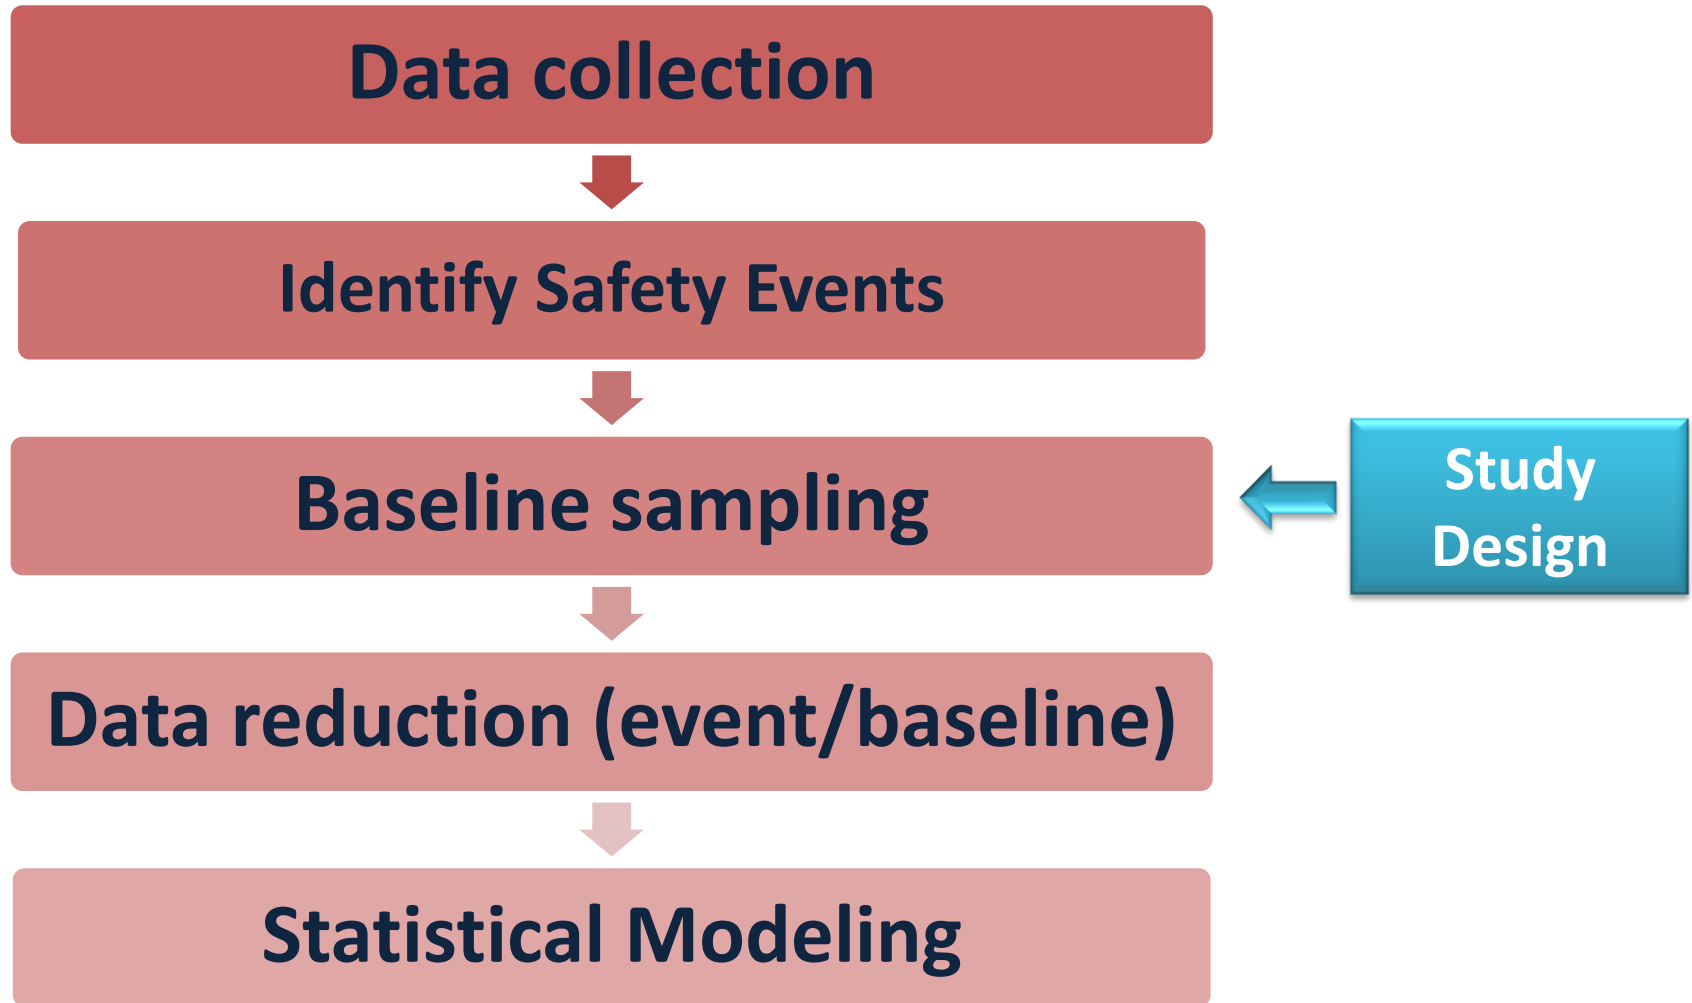 Data collection
Identify Safety Events
Baseline sampling
Study
Design
Data reduction (event/baseline)
Statistical Modeling